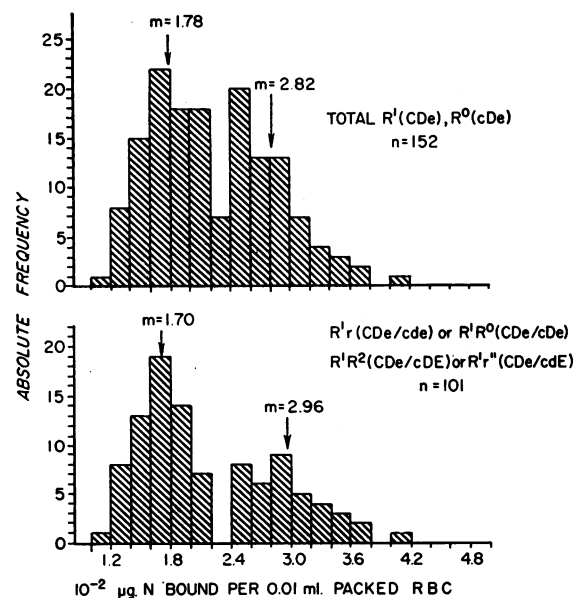 ABSOLUTE FREQUENCY
m=1.78
m=2.82
TOTAL R¹(CDe), R⁰(cDe)
n=152
25
20
15
10
5
0
m=1.70
m=2.96
R¹r (CDe/cde) or R¹R⁰(CDe/cDe)
R¹R²(CDe/cDE) or R¹r"(CDe/cdE)
n=101
20
15
10
5
0
1.2 1.8 2.4 3.0 3.6 4.2 4.8
10⁻² µg. N BOUND PER 0.01 ml. PACKED RBC